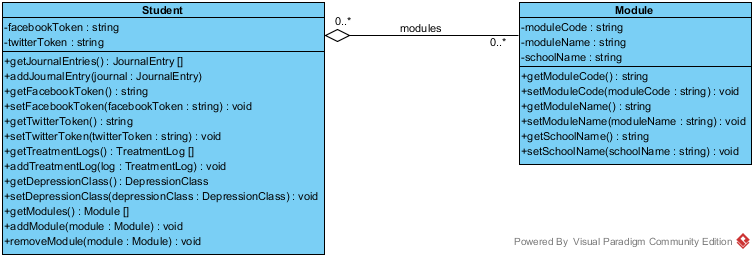 Student
-facebookToken : string
-twitterToken : string
+getJournalEntries() : JournalEntry []
+addJournalEntry(journal : JournalEntry)
+getFacebookToken() : string
+setFacebookToken(facebookToken : string) : void
+getTwitterToken() : string
+setTwitterToken(twitterToken : string) : void
+getTreatmentLogs() : TreatmentLog []
+addTreatmentLog(log : TreatmentLog) : void
+getDepressionClass() : DepressionClass
+setDepressionClass(depressionClass : DepressionClass) : void
+getModules() : Module []
+addModule(module : Module) : void
+removeModule(module : Module) : void
0..*
modules
0..*
Module
-moduleCode : string
-moduleName : string
-schoolName : string
+getModuleCode() : string
+setModuleCode(moduleCode : string) : void
+getModuleName() : string
+setModuleName(moduleName : string) : void
+getSchoolName() : string
+setSchoolName(schoolName : string) : void
Powered By Visual Paradigm Community Edition